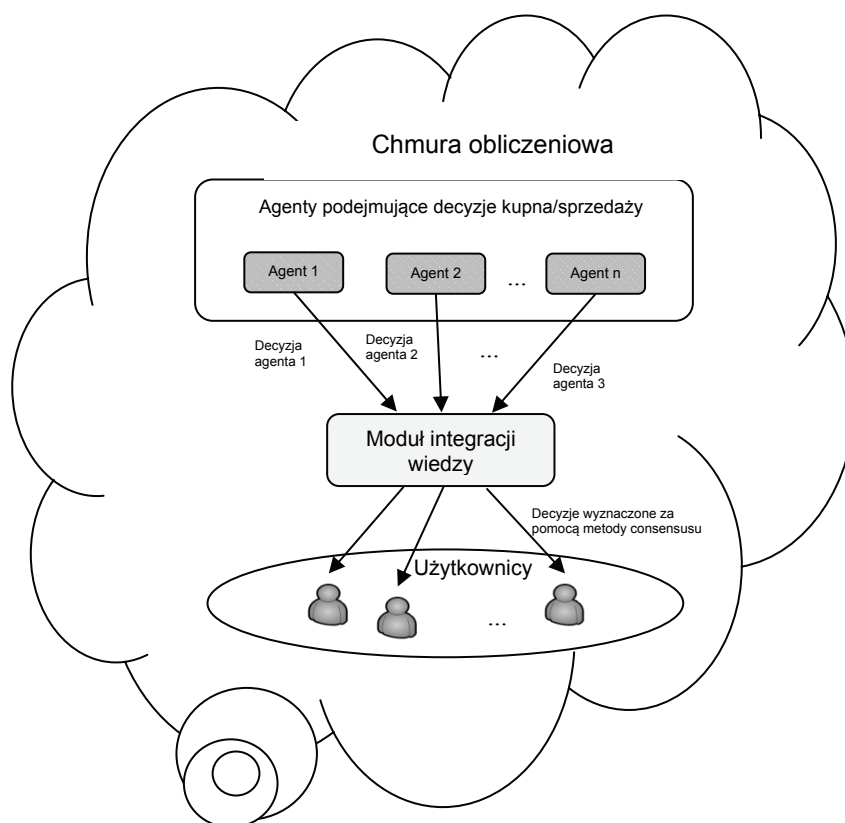 Chmura obliczeniowa
Agenty podejmujące decyzje kupna/sprzedaży
Agent 1
Agent 2
...
Agent n
Decyzja
agenta 1
Decyzja
agenta 2
...
Decyzja
agenta 3
Moduł integracji
wiedzy
Decyzje wyznaczone za
pomocą metody consensusu
Użytkownicy
...